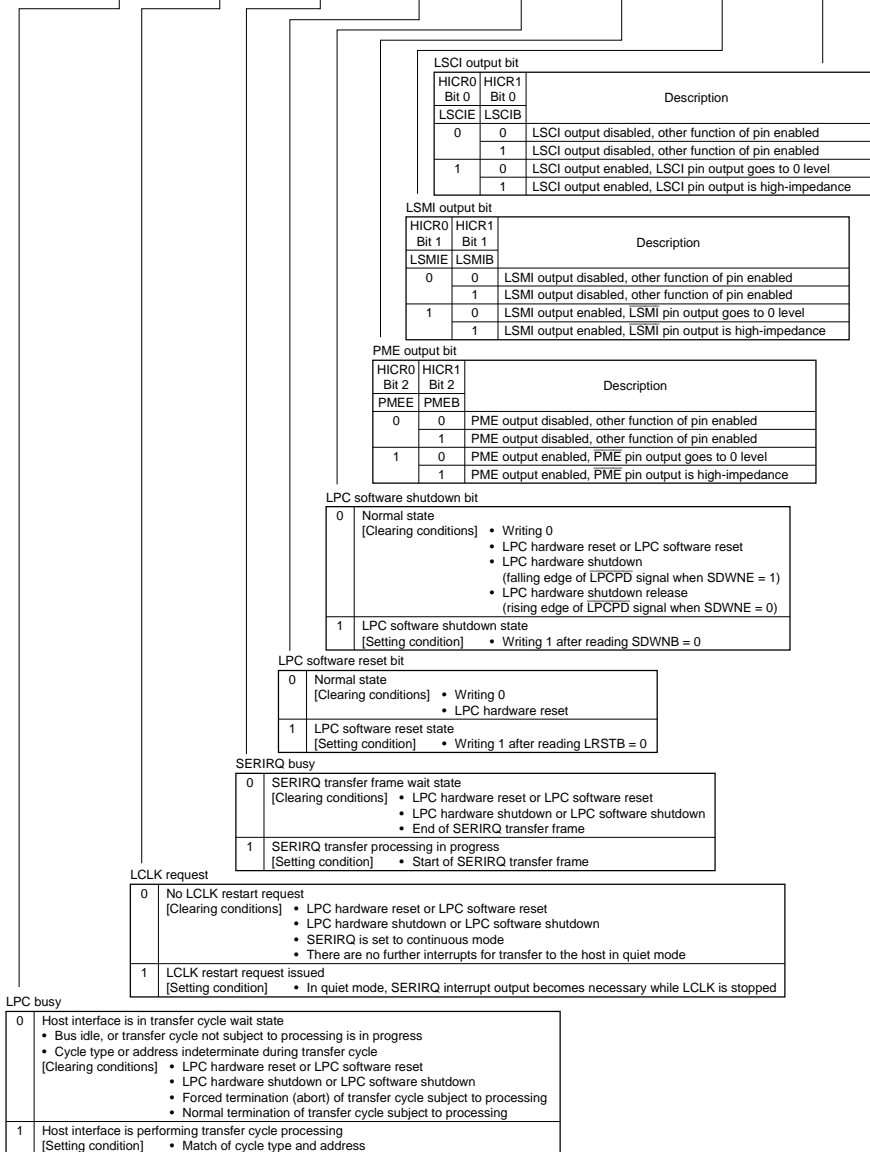 LSCI output bit
HICR0 HICR1
Bit 0 Bit 0 Description
LSCIE LSCIB
0 0 LSCI output disabled, other function of pin enabled
1 LSCI output disabled, other function of pin enabled
1 0 LSCI output enabled, LSCI pin output goes to 0 level
1 LSCI output enabled, LSCI pin output is high-impedance
LSMI output bit
HICR0 HICR1
Bit 1 Bit 1 Description
LSMIE LSMIB
0 0 LSMI output disabled, other function of pin enabled
1 LSMI output disabled, other function of pin enabled
1 0 LSMI output enabled, L̅S̅M̅I̅ pin output goes to 0 level
1 LSMI output enabled, L̅S̅M̅I̅ pin output is high-impedance
PME output bit
HICR0 HICR1
Bit 2 Bit 2 Description
PMEE PMEB
0 0 PME output disabled, other function of pin enabled
1 PME output disabled, other function of pin enabled
1 0 PME output enabled, P̅M̅E̅ pin output goes to 0 level
1 PME output enabled, P̅M̅E̅ pin output is high-impedance
LPC software shutdown bit
0 Normal state
[Clearing conditions] • Writing 0
• LPC hardware reset or LPC software reset
• LPC hardware shutdown
(falling edge of L̅P̅C̅P̅D̅ signal when SDWNE = 1)
• LPC hardware shutdown release
(rising edge of L̅P̅C̅P̅D̅ signal when SDWNE = 0)
1 LPC software shutdown state
[Setting condition] • Writing 1 after reading SDWNB = 0
LPC software reset bit
0 Normal state
[Clearing conditions] • Writing 0
• LPC hardware reset
1 LPC software reset state
[Setting condition] • Writing 1 after reading LRSTB = 0
SERIRQ busy
0 SERIRQ transfer frame wait state
[Clearing conditions] • LPC hardware reset or LPC software reset
• LPC hardware shutdown or LPC software shutdown
• End of SERIRQ transfer frame
1 SERIRQ transfer processing in progress
[Setting condition] • Start of SERIRQ transfer frame
LCLK request
0 No LCLK restart request
[Clearing conditions] • LPC hardware reset or LPC software reset
• LPC hardware shutdown or LPC software shutdown
• SERIRQ is set to continuous mode
• There are no further interrupts for transfer to the host in quiet mode
1 LCLK restart request issued
[Setting condition] • In quiet mode, SERIRQ interrupt output becomes necessary while LCLK is stopped
LPC busy
0 Host interface is in transfer cycle wait state
• Bus idle, or transfer cycle not subject to processing is in progress
• Cycle type or address indeterminate during transfer cycle
[Clearing conditions] • LPC hardware reset or LPC software reset
• LPC hardware shutdown or LPC software shutdown
• Forced termination (abort) of transfer cycle subject to processing
• Normal termination of transfer cycle subject to processing
1 Host interface is performing transfer cycle processing
[Setting condition] • Match of cycle type and address